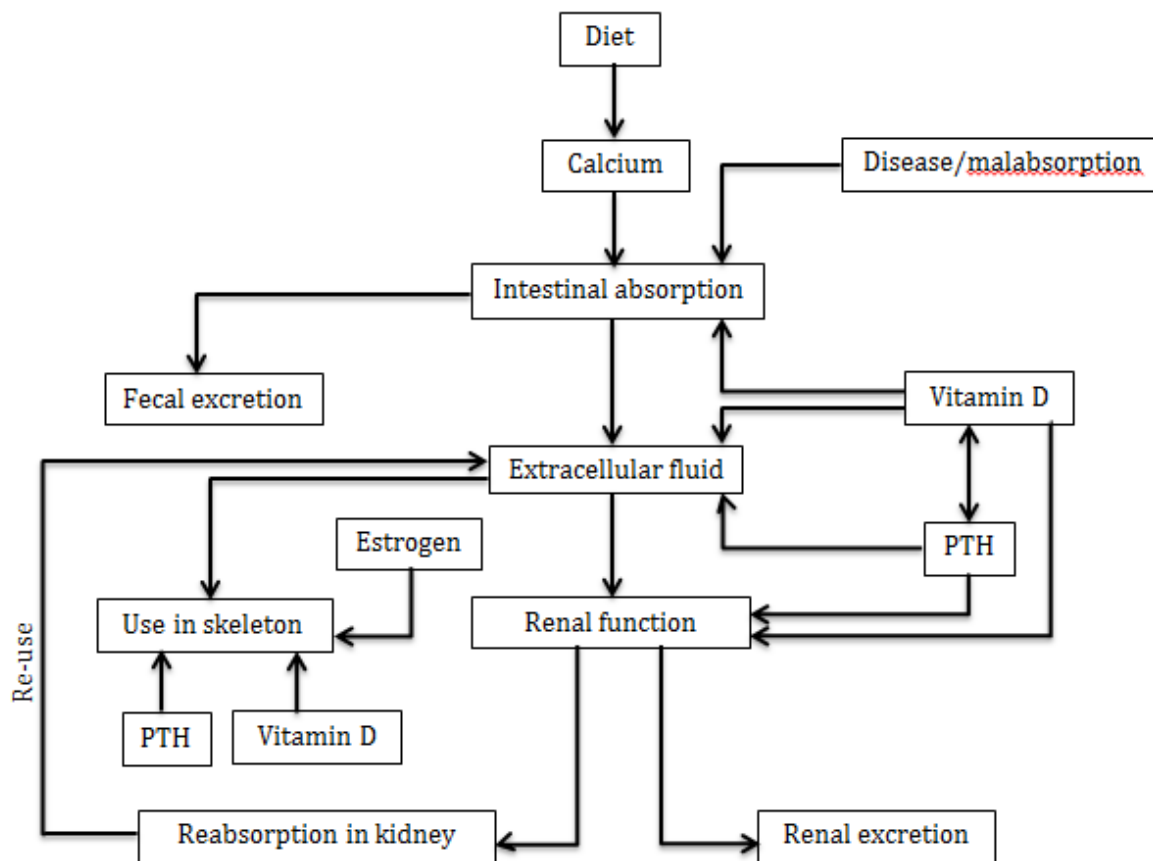 Diet
Calcium
Disease/malabsorption
Intestinal absorption
Fecal excretion
Vitamin D
Extracellular fluid
Estrogen
PTH
Use in skeleton
Renal function
Re-use
PTH
Vitamin D
Reabsorption in kidney
Renal excretion